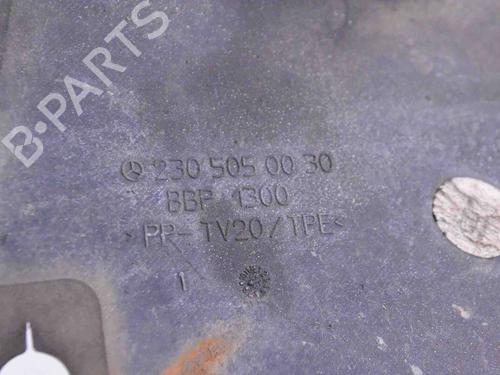 B-PARTS
230 505 00 30
BBP 1300
>PP-TV20/TPE<
1